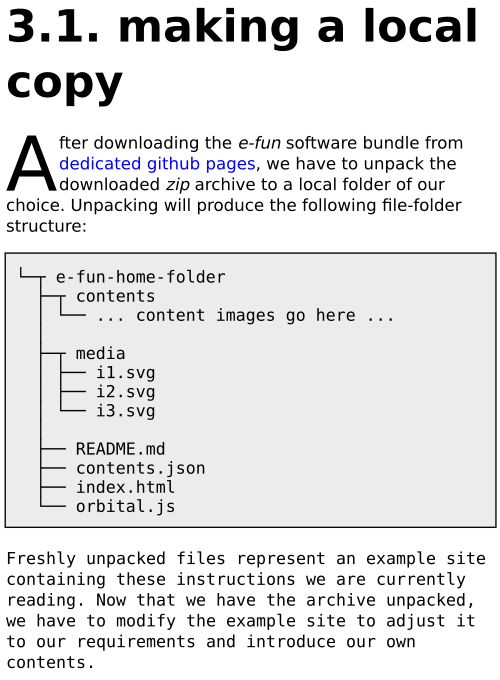 3.1. making a local
copy
After downloading the e-fun software bundle from
dedicated github pages, we have to unpack the
downloaded zip archive to a local folder of our
choice. Unpacking will produce the following file-folder
structure:
└─┬ e-fun-home-folder
  ├─┬ contents
  │ └── ... content images go here ...
  │
  ├─┬ media
  │ ├── i1.svg
  │ ├── i2.svg
  │ └── i3.svg
  │
  ├── README.md
  ├── contents.json
  ├── index.html
  └── orbital.js
Freshly unpacked files represent an example site
containing these instructions we are currently
reading. Now that we have the archive unpacked,
we have to modify the example site to adjust it
to our requirements and introduce our own
contents.